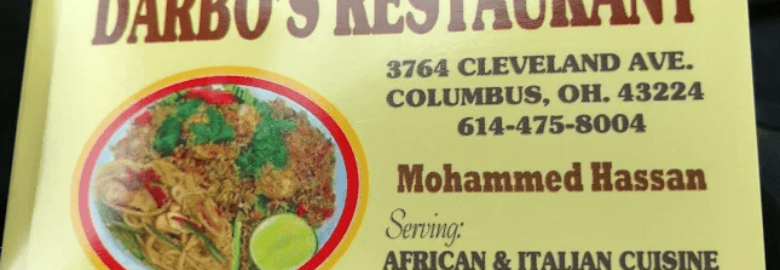 DARBO'S RESTAURANT
3764 CLEVELAND AVE.
COLUMBUS, OH. 43224
614-475-8004
Mohammed Hassan
Serving:
AFRICAN & ITALIAN CUISINE